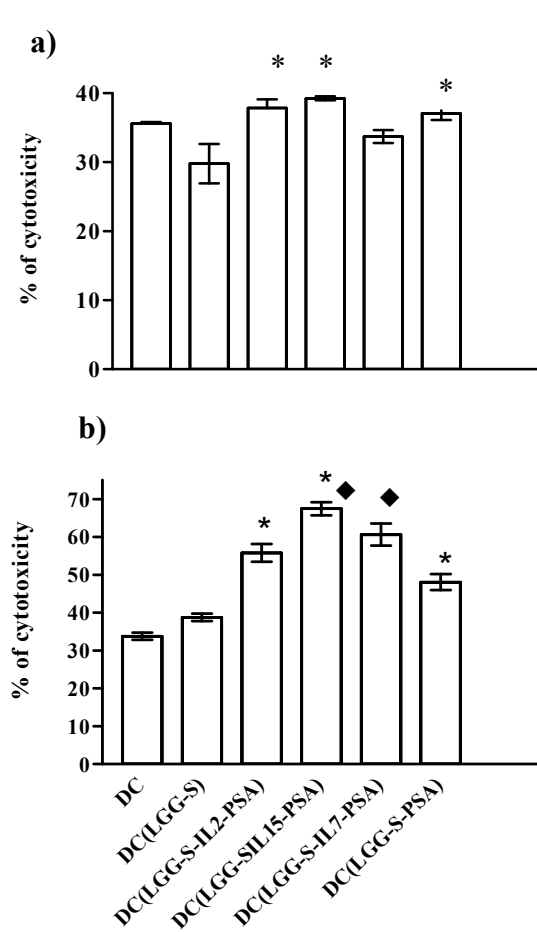 a)
* * *
% of cytotoxicity
40
30
20
10
0
b)
* * *
% of cytotoxicity
70
60
50
40
30
20
10
0
DC
DC(LGG-S)
DC(LGG-S-IL2-PSA)
DC(LGG-SIL15-PSA)
DC(LGG-S-IL7-PSA)
DC(LGG-S-PSA)